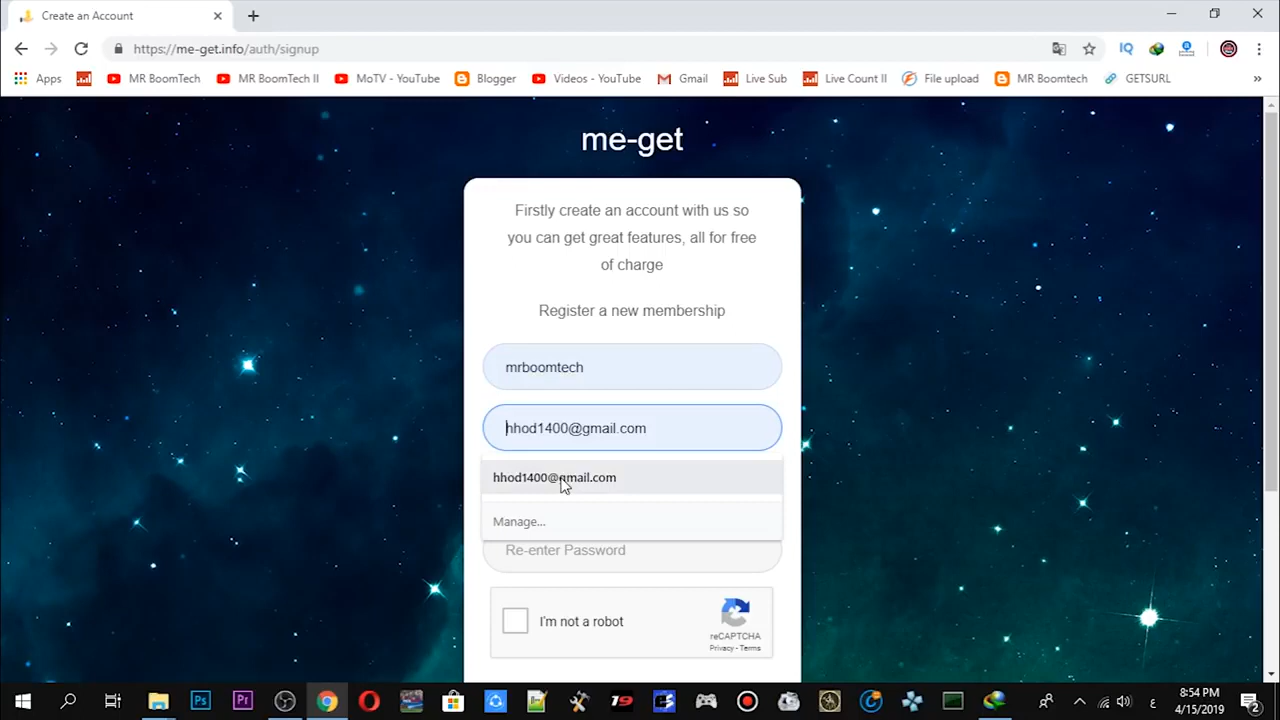 Create an Account
https://me-get.info/auth/signup
Apps
MR BoomTech
MR BoomTech II
MoTV - YouTube
Blogger
Videos - YouTube
Gmail
Live Sub
Live Count II
File upload
MR Boomtech
GETSURL
»
me-get
Firstly create an account with us so
you can get great features, all for free
of charge
Register a new membership
mrboomtech
hhod1400@gmail.com
hhod1400@gmail.com
Manage...
Re-enter Password
I'm not a robot
reCAPTCHA
Privacy - Terms
8:54 PM
4/15/2019
ع
2